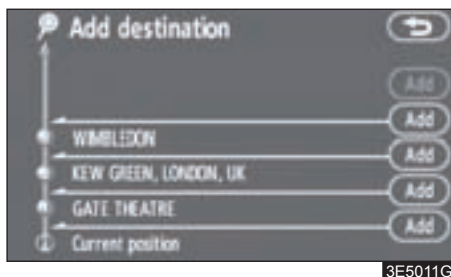 Add destination
Add
Add
WIMBLEDON
Add
KEW GREEN, LONDON, UK
Add
GATE THEATRE
Add
Current position
3E5011G